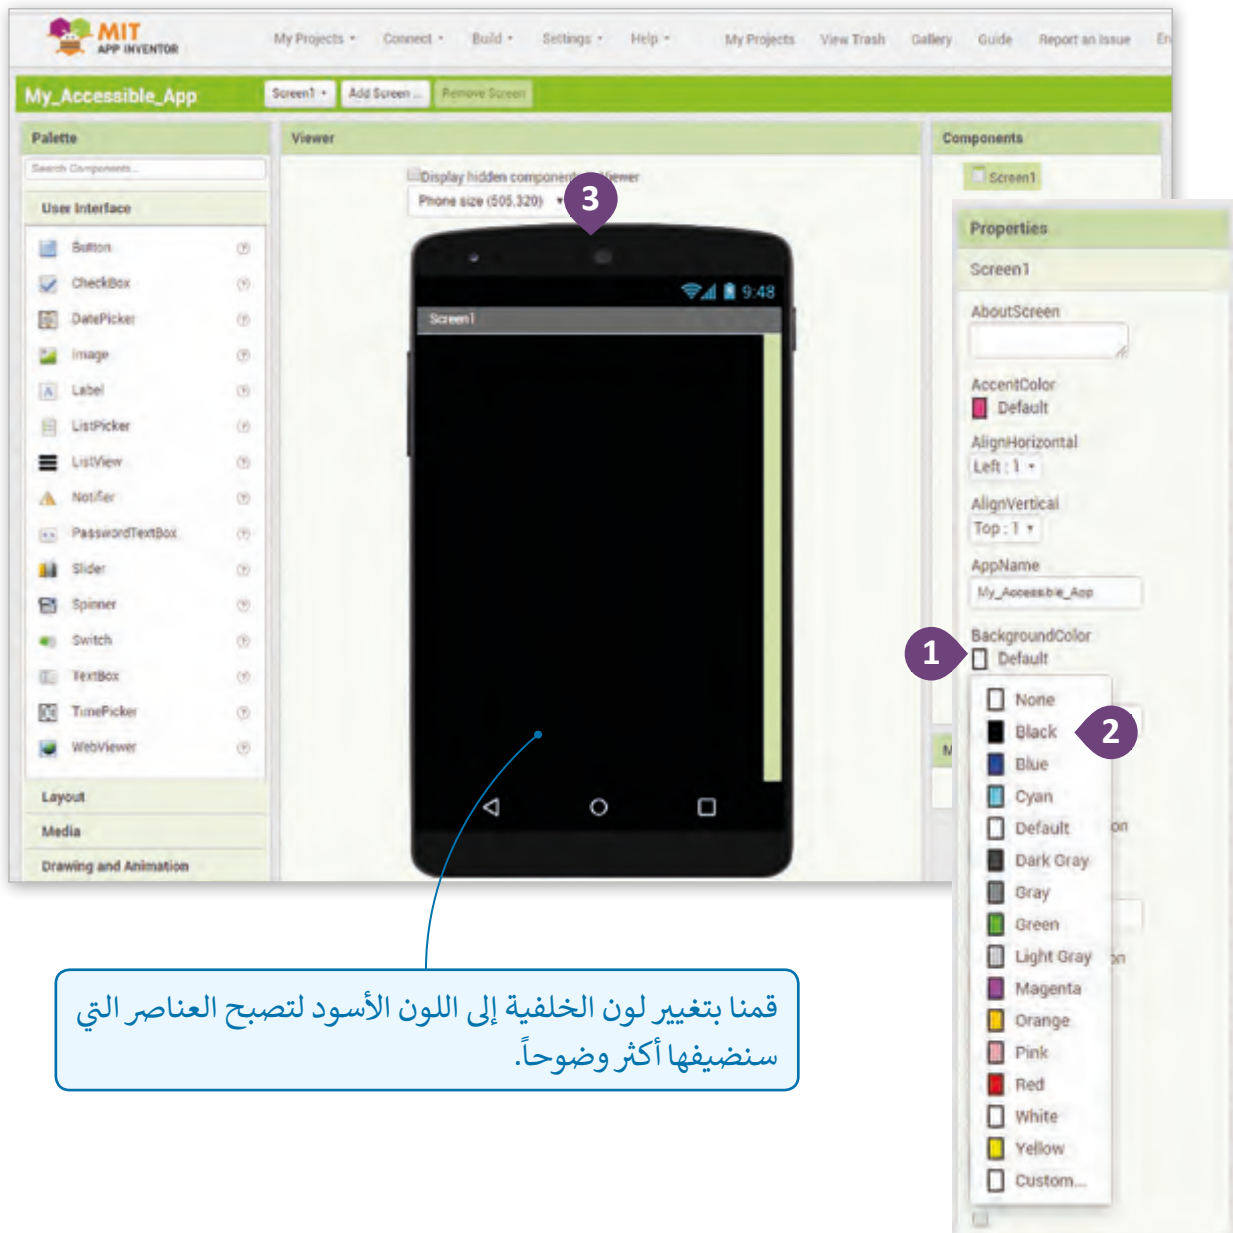 MIT
APP INVENTOR
My Projects Connect Build Settings Help My Projects View Trash Gallery Guide Report an Issue En
My_Accessible_App Screen1 Add Screen ... Remove Screen
Palette
Search Components...
User Interface
Button
CheckBox
DatePicker
Image
Label
ListPicker
ListView
Notifier
PasswordTextBox
Slider
Spinner
Switch
TextBox
TimePicker
WebViewer
Layout
Media
Drawing and Animation
Viewer
Display hidden components Viewer
Phone size (505,320)
3
9:48
Screen1
Components
Screen1
M
Properties
Screen1
AboutScreen
AccentColor
Default
AlignHorizontal
Left : 1
AlignVertical
Top : 1
AppName
My_Accessible_App
BackgroundColor
1
Default
None
Black
2
Blue
Cyan
Default
on
Dark Gray
Gray
Green
Light Gray
on
Magenta
Orange
Pink
Red
White
Yellow
Custom...
قمنا بتغيير لون الخلفية إلى اللون الأسود لتصبح العناصر التي
سنضيفها أكثر وضوحاً.